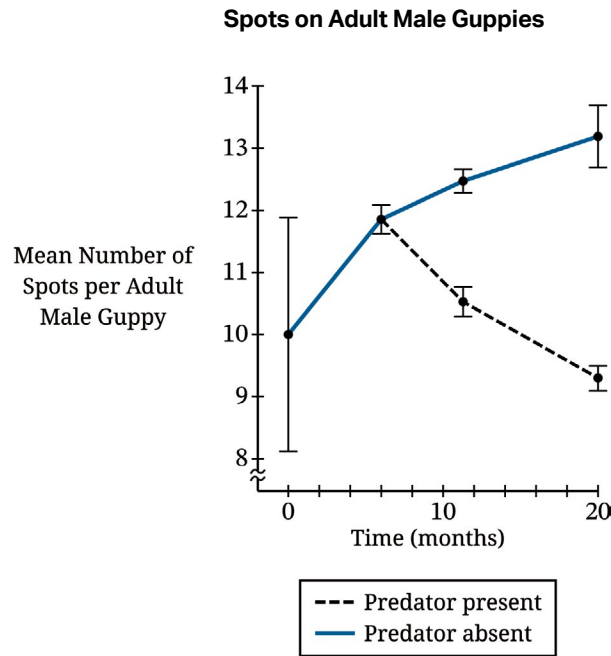 Spots on Adult Male Guppies
14
13
12
11
10
9
8
Mean Number of
Spots per Adult
Male Guppy
0
10
20
Time (months)
Predator present
Predator absent